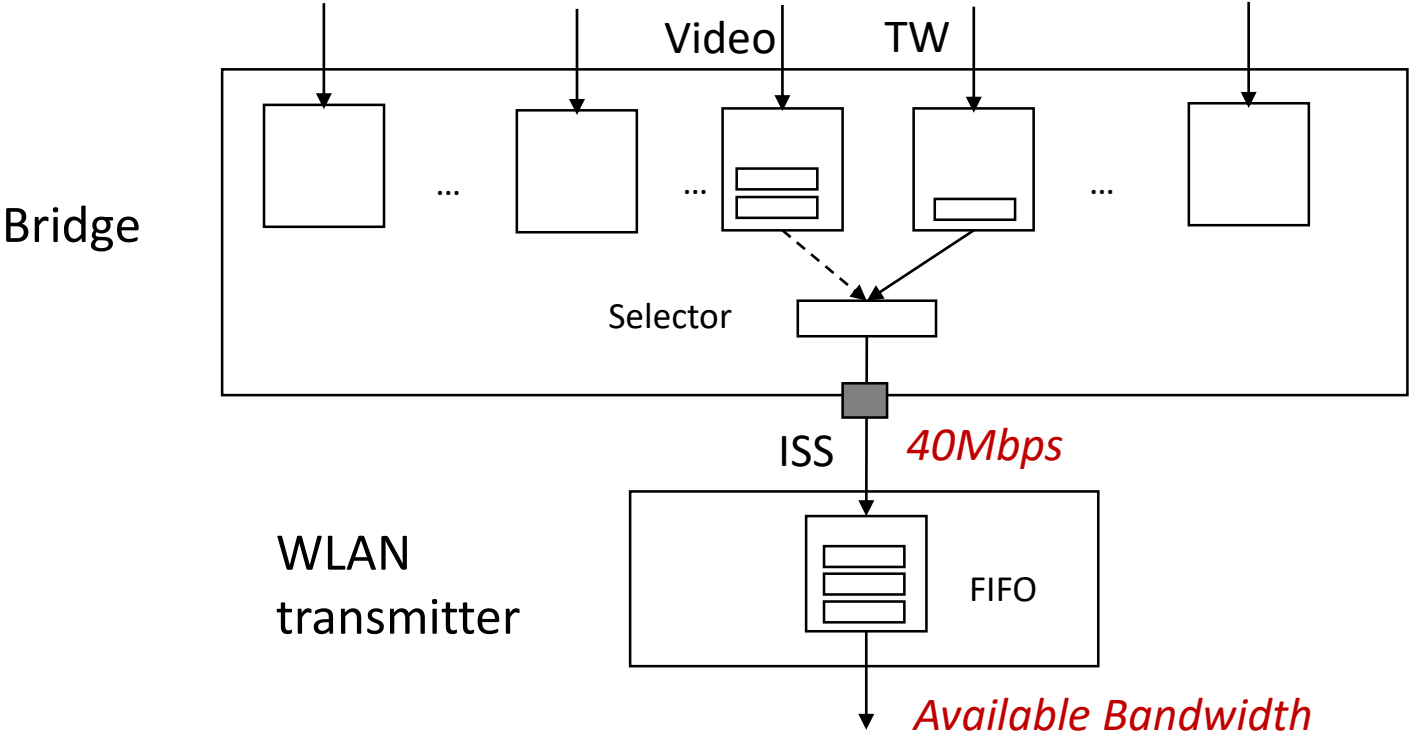 Video
TW
...
...
...
Bridge
Selector
ISS
40Mbps
WLAN
transmitter
FIFO
Available Bandwidth